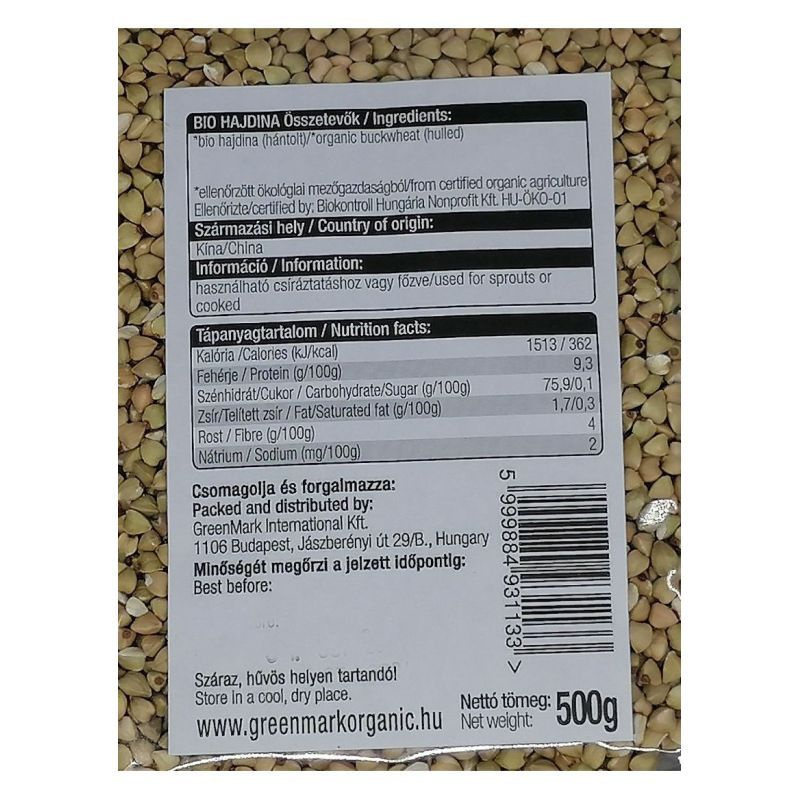 BIO HAJDINA Összetevők / Ingredients:
*bio hajdina (hántolt)/*organic buckwheat (hulled)
*ellenőrzött ökológiai mezőgazdaságból/from certified organic agriculture
Ellenőrizte/certified by: Biokontroll Hungária Nonprofit Kft. HU-ÖKO-01
Származási hely / Country of origin:
Kína/China
Információ / Information:
használható csíráztatáshoz vagy főzve/used for sprouts or
cooked
Tápanyagtartalom / Nutrition facts:
Kalória /Calories (kJ/kcal) 1513 / 362
Fehérje / Protein (g/100g) 9,3
Szénhidrát/Cukor / Carbohydrate/Sugar (g/100g) 75,9/0,1
Zsír/Telített zsír / Fat/Saturated fat (g/100g) 1,7/0,3
Rost / Fibre (g/100g) 4
Nátrium / Sodium (mg/100g) 2
Csomagolja és forgalmazza:
Packed and distributed by:
GreenMark International Kft.
1106 Budapest, Jászberényi út 29/B., Hungary
Minőségét megőrzi a jelzett időpontig:
Best before:
5 999884 931133 >
Száraz, hűvös helyen tartandó!
Store in a cool, dry place.
www.greenmarkorganic.hu
Nettó tömeg: 500g
Net weight: